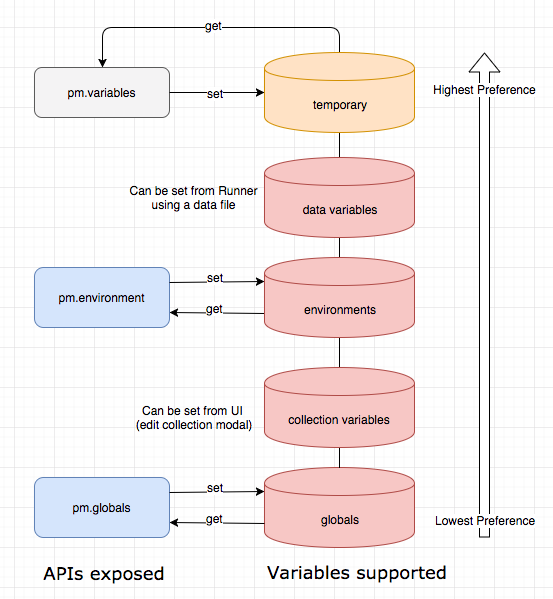 get
pm.variables
set
temporary
Highest Preference
Can be set from Runner
using a data file
data variables
pm.environment
set
get
environments
Can be set from UI
(edit collection modal)
collection variables
pm.globals
set
get
globals
Lowest Preference
APIs exposed
Variables supported